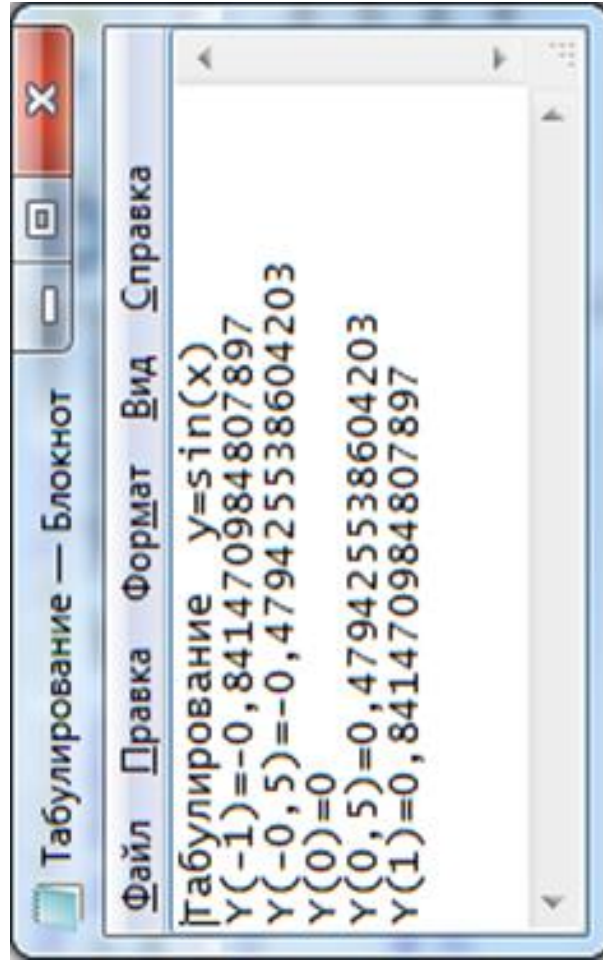 Табулирование — Блокнот
Файл Правка Формат Вид Справка
Табулирование y=sin(x)
Y(-1)=-0,841470984807897
Y(-0,5)=-0,479425538604203
Y(0)=0
Y(0,5)=0,479425538604203
Y(1)=0,841470984807897